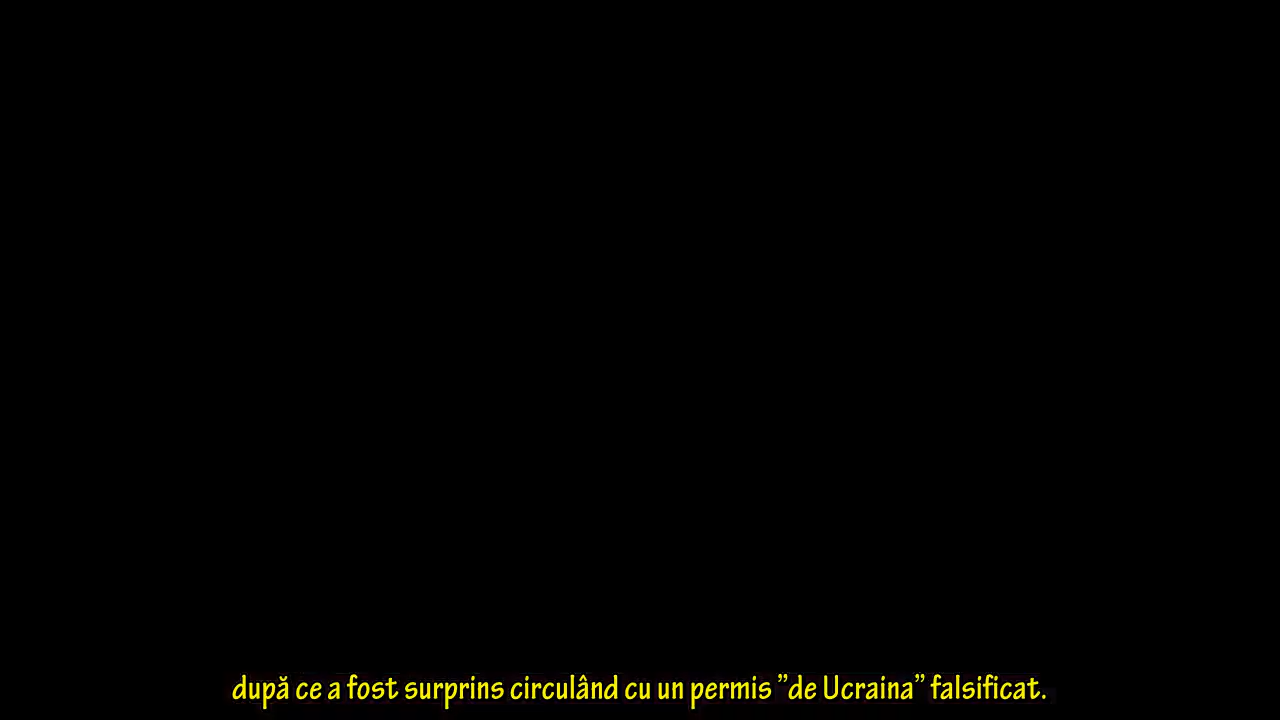 după ce a fost surprins circulând cu un permis ”de Ucraina” falsificat.